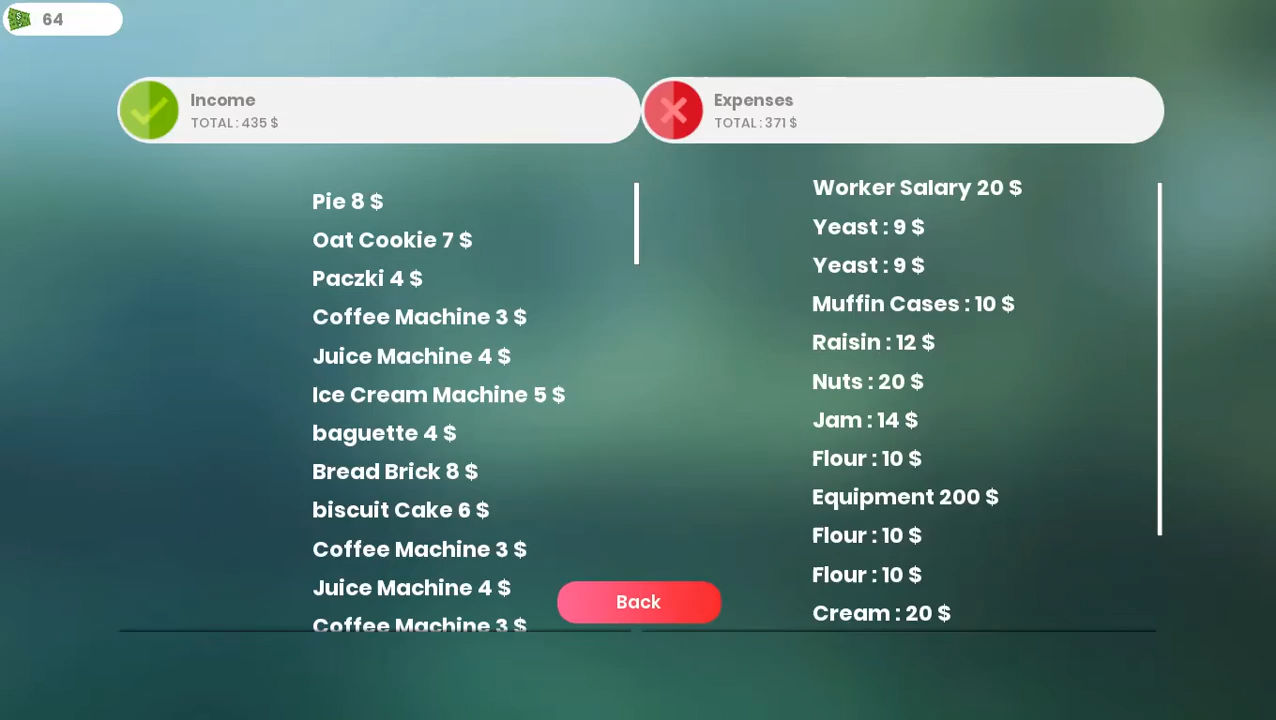 64
Income
TOTAL : 435 $
Expenses
TOTAL : 371 $
Pie 8 $
Oat Cookie 7 $
Paczki 4 $
Coffee Machine 3 $
Juice Machine 4 $
Ice Cream Machine 5 $
baguette 4 $
Bread Brick 8 $
biscuit Cake 6 $
Coffee Machine 3 $
Juice Machine 4 $
Coffee Machine 3 $
Worker Salary 20 $
Yeast : 9 $
Yeast : 9 $
Muffin Cases : 10 $
Raisin : 12 $
Nuts : 20 $
Jam : 14 $
Flour : 10 $
Equipment 200 $
Flour : 10 $
Flour : 10 $
Cream : 20 $
Back